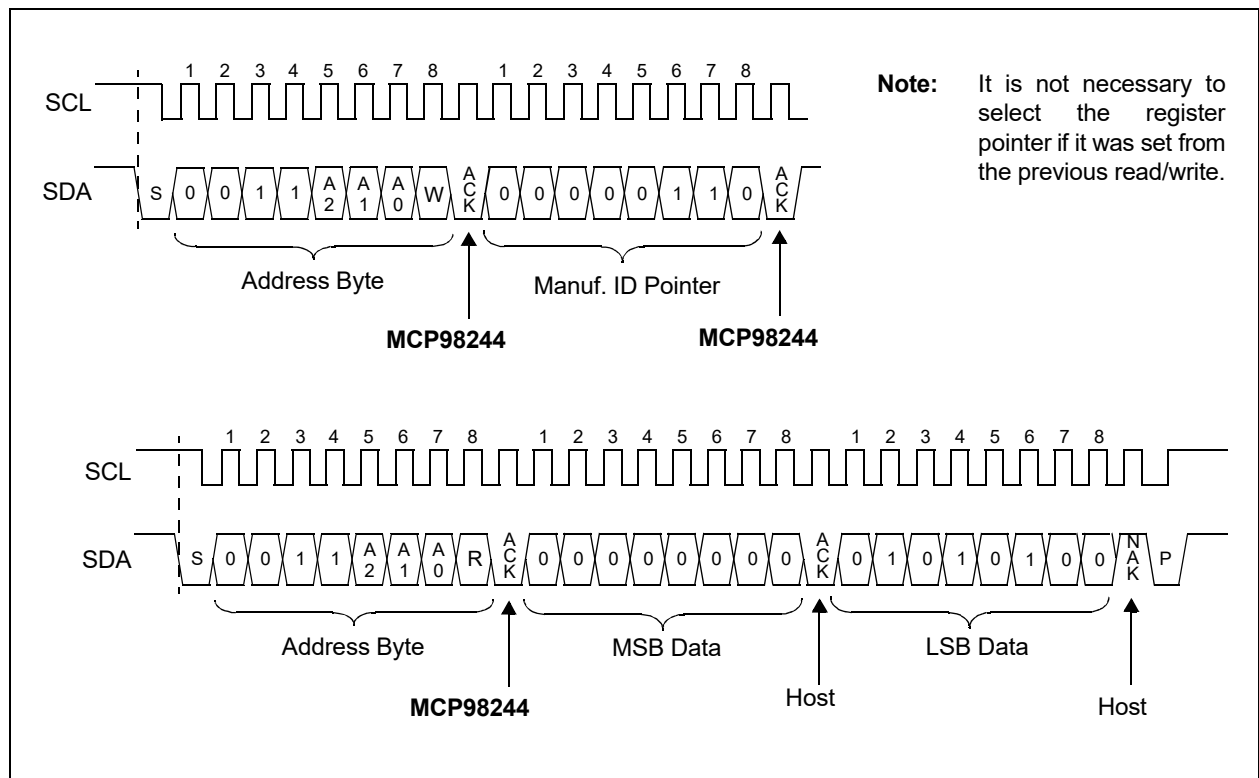 1 2 3 4 5 6 7 8 1 2 3 4 5 6 7 8
SCL
SDA
S 0 0 1 1 A2 A1 A0 W ACK 0 0 0 0 0 1 1 0 ACK
Address Byte
Manuf. ID Pointer
MCP98244
MCP98244
Note: It is not necessary to
select the register
pointer if it was set from
the previous read/write.
1 2 3 4 5 6 7 8 1 2 3 4 5 6 7 8 1 2 3 4 5 6 7 8
SCL
SDA
S 0 0 1 1 A2 A1 A0 R ACK 0 0 0 0 0 0 0 0 ACK 0 1 0 1 0 1 0 0 NAK P
Address Byte
MSB Data
LSB Data
MCP98244
Host
Host